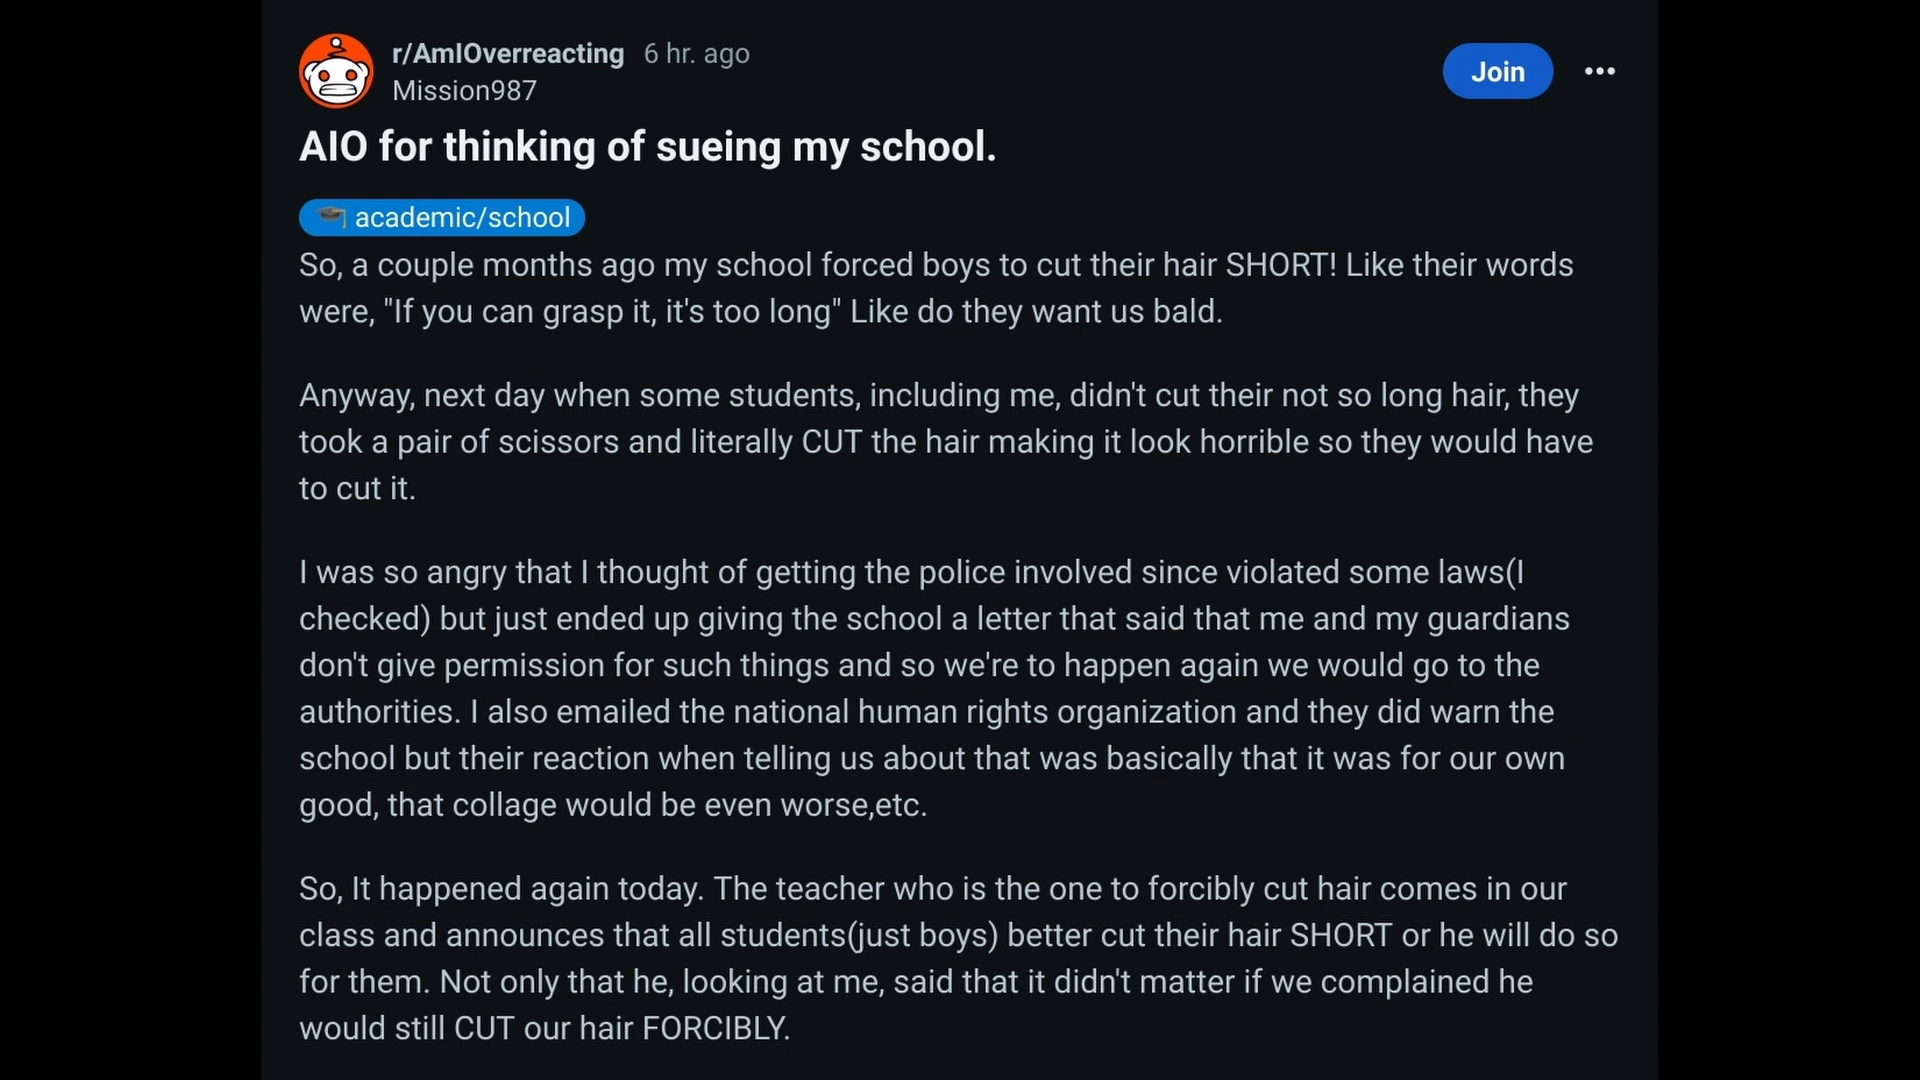 r/AmIOverreacting 6 hr. ago
Mission987
Join
AIO for thinking of sueing my school.
academic/school
So, a couple months ago my school forced boys to cut their hair SHORT! Like their words
were, "If you can grasp it, it's too long" Like do they want us bald.
Anyway, next day when some students, including me, didn't cut their not so long hair, they
took a pair of scissors and literally CUT the hair making it look horrible so they would have
to cut it.
I was so angry that I thought of getting the police involved since violated some laws(I
checked) but just ended up giving the school a letter that said that me and my guardians
don't give permission for such things and so we're to happen again we would go to the
authorities. I also emailed the national human rights organization and they did warn the
school but their reaction when telling us about that was basically that it was for our own
good, that collage would be even worse,etc.
So, It happened again today. The teacher who is the one to forcibly cut hair comes in our
class and announces that all students(just boys) better cut their hair SHORT or he will do so
for them. Not only that he, looking at me, said that it didn't matter if we complained he
would still CUT our hair FORCIBLY.